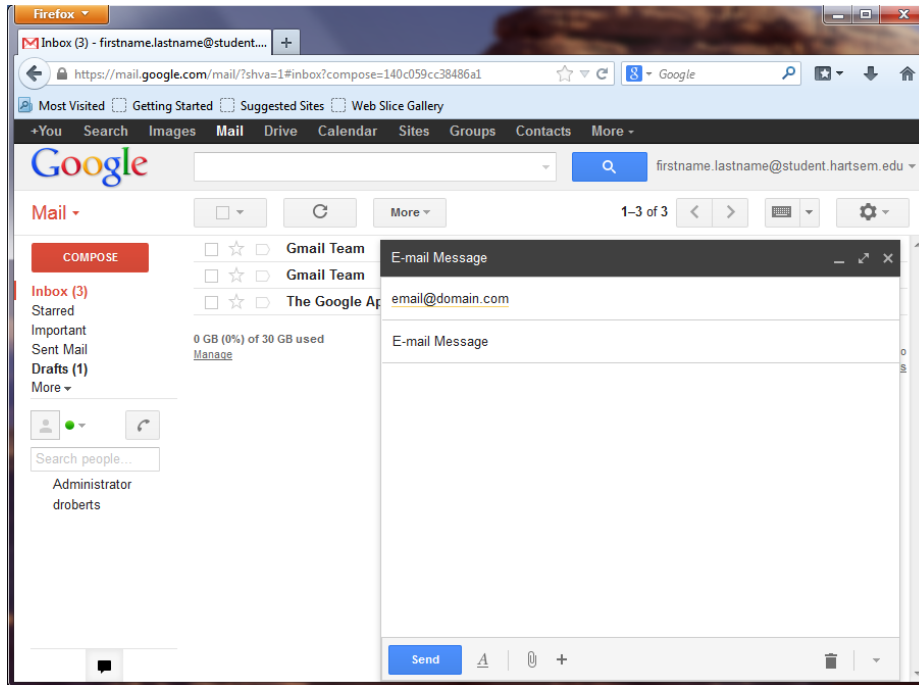 Firefox
Inbox (3) - firstname.lastname@student....
https://mail.google.com/mail/?shva=1#inbox?compose=140c059cc38486a1
Google
Most Visited Getting Started Suggested Sites Web Slice Gallery
+You Search Images Mail Drive Calendar Sites Groups Contacts More
Google
firstname.lastname@student.hartsem.edu
Mail
More
1–3 of 3
COMPOSE
Inbox (3)
Starred
Important
Sent Mail
Drafts (1)
More
Search people...
Administrator
droberts
Gmail Team
Gmail Team
The Google Ap
0 GB (0%) of 30 GB used
Manage
E-mail Message
email@domain.com
E-mail Message
Send
A